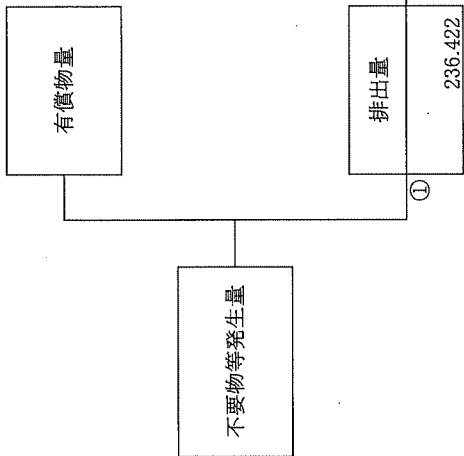 不要物等発生量
有償物量
①
排出量
236.422